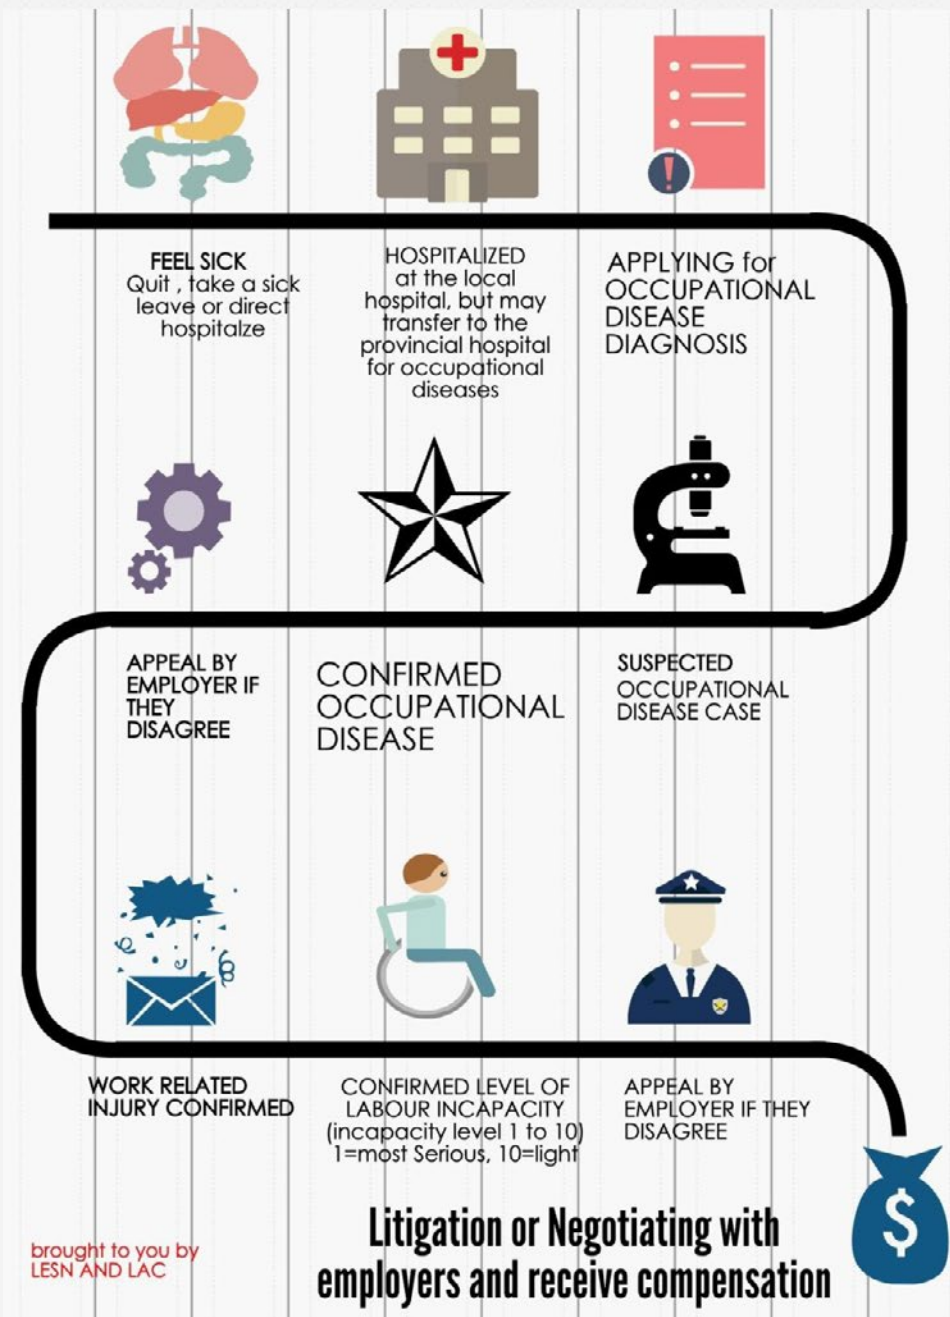 FEEL SICK
Quit , take a sick
leave or direct
hospitalze
HOSPITALIZED
at the local
hospital, but may
transfer to the
provincial hospital
for occupational
diseases
APPLYING for
OCCUPATIONAL
DISEASE
DIAGNOSIS
SUSPECTED
OCCUPATIONAL
DISEASE CASE
CONFIRMED
OCCUPATIONAL
DISEASE
APPEAL BY
EMPLOYER IF
THEY
DISAGREE
WORK RELATED
INJURY CONFIRMED
CONFIRMED LEVEL OF
LABOUR INCAPACITY
(incapacity level 1 to 10)
1=most Serious, 10=light
APPEAL BY
EMPLOYER IF THEY
DISAGREE
$
Litigation or Negotiating with
employers and receive compensation
brought to you by
LESN AND LAC